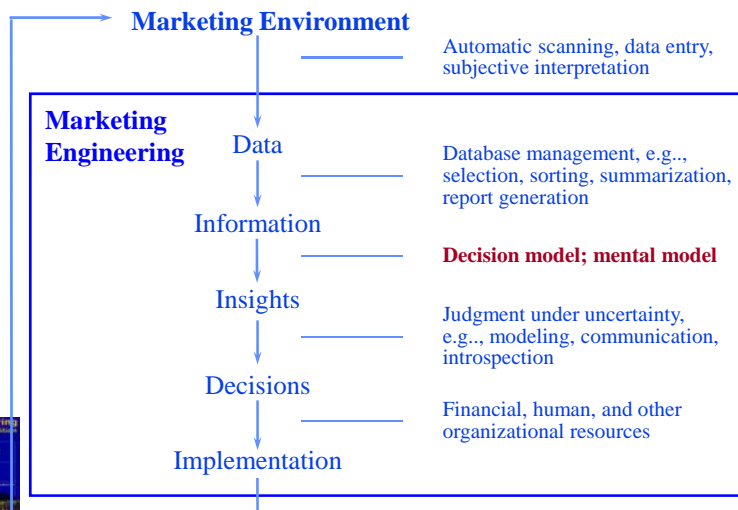 Marketing Environment
Automatic scanning, data entry,
subjective interpretation
Marketing
Engineering
Data
Database management, e.g..,
selection, sorting, summarization,
report generation
Information
Decision model; mental model
Insights
Judgment under uncertainty,
e.g.., modeling, communication,
introspection
Decisions
Financial, human, and other
organizational resources
Implementation